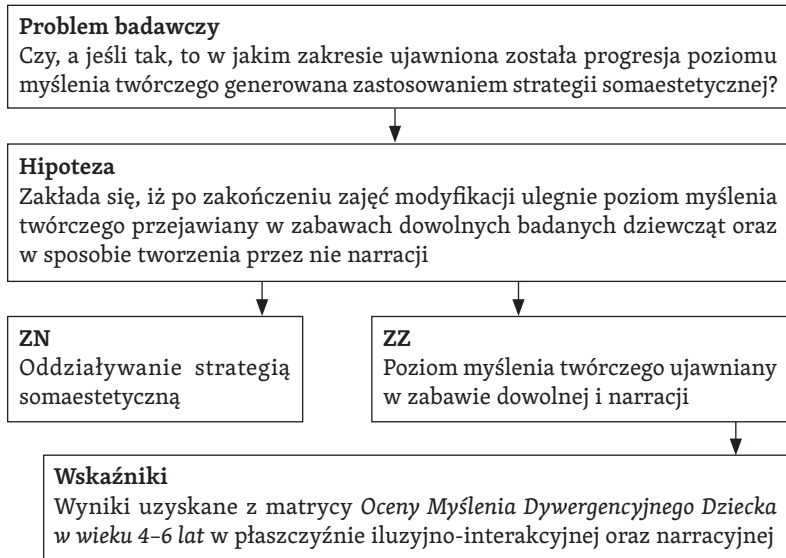 Problem badawczy
Czy, a jeśli tak, to w jakim zakresie ujawniona została progresja poziomu
myślenia twórczego generowana zastosowaniem strategii somaestetycznej?
Hipoteza
Zakłada się, iż po zakończeniu zajęć modyfikacji ulegnie poziom myślenia
twórczego przejawiany w zabawach dowolnych badanych dziewcząt oraz
w sposobie tworzenia przez nie narracji
ZN
Oddziaływanie strategią
somaestetyczną
ZZ
Poziom myślenia twórczego ujawniany
w zabawie dowolnej i narracji
Wskaźniki
Wyniki uzyskane z matrycy Oceny Myślenia Dywergencyjnego Dziecka
w wieku 4–6 lat w płaszczyźnie iluzyjno-interakcyjnej oraz narracyjnej